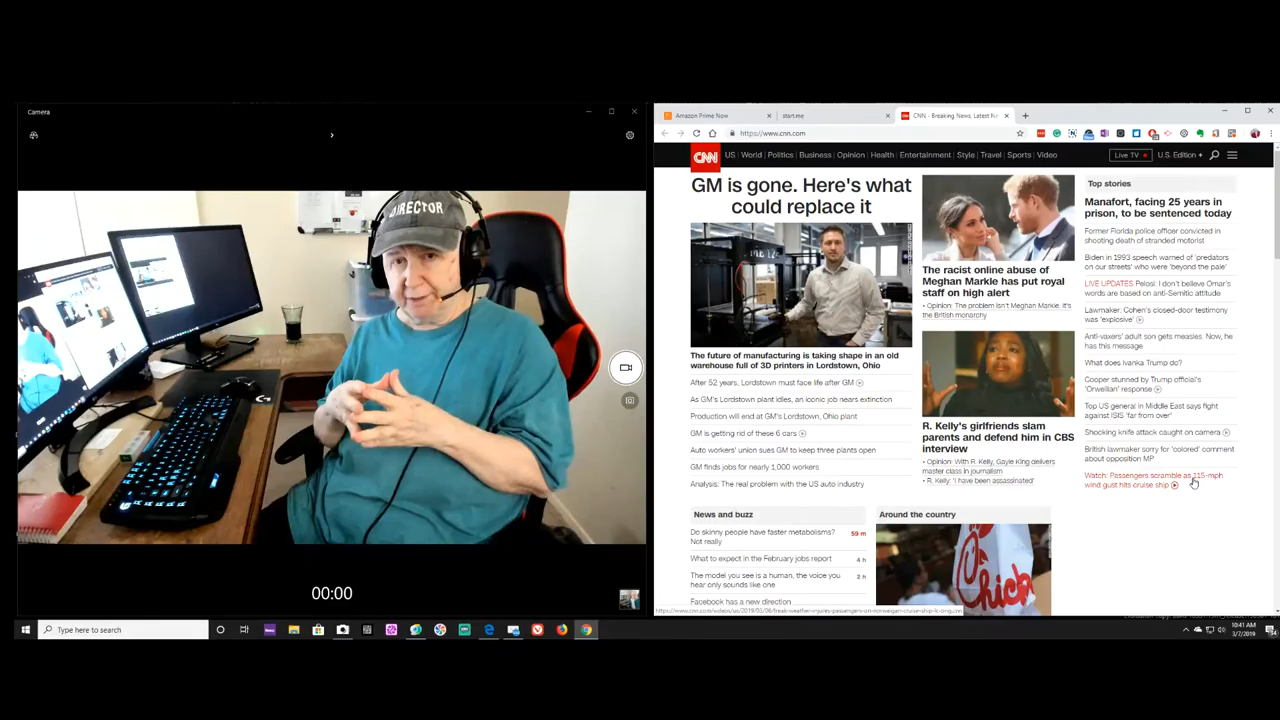 Camera
DIRECTOR
00:00
Amazon Prime Now
start.me
CNN - Breaking News, Latest Ne
https://www.cnn.com
CNN
US
World
Politics
Business
Opinion
Health
Entertainment
Style
Travel
Sports
Video
Live TV
U.S. Edition +
GM is gone. Here's what
could replace it
The future of manufacturing is taking shape in an old
warehouse full of 3D printers in Lordstown, Ohio
After 52 years, Lordstown must face life after GM
As GM's Lordstown plant idles, an iconic job nears extinction
Production will end at GM's Lordstown, Ohio plant
GM is getting rid of these 6 cars
Auto workers' union sues GM to keep three plants open
GM finds jobs for nearly 1,000 workers
Analysis: The real problem with the US auto industry
The racist online abuse of
Meghan Markle has put royal
staff on high alert
• Opinion: The problem isn't Meghan Markle. It's
the British monarchy
R. Kelly's girlfriends slam
parents and defend him in CBS
interview
• Opinion: With R. Kelly, Gayle King delivers
master class in journalism
• R. Kelly: 'I have been assassinated'
Top stories
Manafort, facing 25 years in
prison, to be sentenced today
Former Florida police officer convicted in
shooting death of stranded motorist
Biden in 1993 speech warned of 'predators
on our streets' who were 'beyond the pale'
LIVE UPDATES Pelosi: I don't believe Omar's
words are based on anti-Semitic attitude
Lawmaker: Cohen's closed-door testimony
was 'explosive'
Anti-vaxers' adult son gets measles. Now, he
has this message
What does Ivanka Trump do?
Cooper stunned by Trump official's
'Orwellian' response
Top US general in Middle East says fight
against ISIS 'far from over'
Shocking knife attack caught on camera
British lawmaker sorry for 'colored' comment
about opposition MP
Watch: Passengers scramble as 115-mph
wind gust hits cruise ship
News and buzz
Do skinny people have faster metabolisms? 59 m
Not really
What to expect in the February jobs report 4 h
The model you see is a human, the voice you 2 h
hear only sounds like one
Facebook has a new direction
Around the country
Chick
Type here to search
10:41 AM
3/7/2019